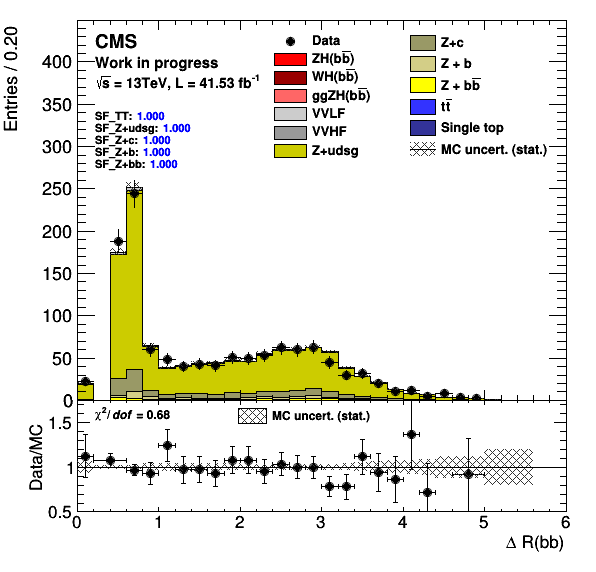 CMS
Work in progress
√s = 13TeV, L = 41.53 fb⁻¹
SF_TT: 1.000
SF_Z+udsg: 1.000
SF_Z+c: 1.000
SF_Z+b: 1.000
SF_Z+bb: 1.000
Data
ZH(bb̅)
WH(bb̅)
ggZH(bb̅)
VVLF
VVHF
Z+udsg
Z+c
Z + b
Z + bb̅
tt̅
Single top
MC uncert. (stat.)
Entries / 0.20
400
350
300
250
200
150
100
50
0
χ²/dof = 0.68
MC uncert. (stat.)
Data/MC
1.5
1
0.5
0 1 2 3 4 5 6
Δ R(bb)